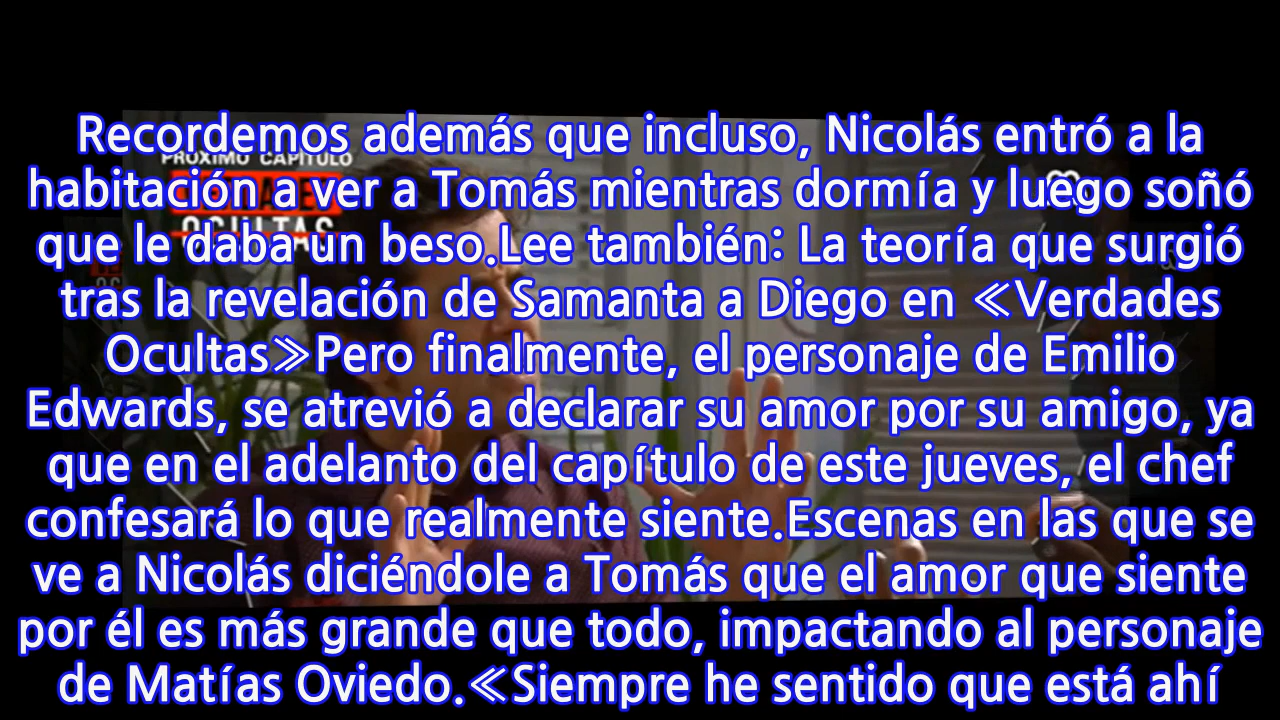 Recordemos además que incluso, Nicolás entró a la
habitación a ver a Tomás mientras dormía y luego soñó
que le daba un beso.Lee también: La teoría que surgió
tras la revelación de Samanta a Diego en ≪Verdades
Ocultas≫Pero finalmente, el personaje de Emilio
Edwards, se atrevió a declarar su amor por su amigo, ya
que en el adelanto del capítulo de este jueves, el chef
confesará lo que realmente siente.Escenas en las que se
ve a Nicolás diciéndole a Tomás que el amor que siente
por él es más grande que todo, impactando al personaje
de Matías Oviedo.≪Siempre he sentido que está ahí
PRÓXIMO CAPÍTULO
OCULTAS